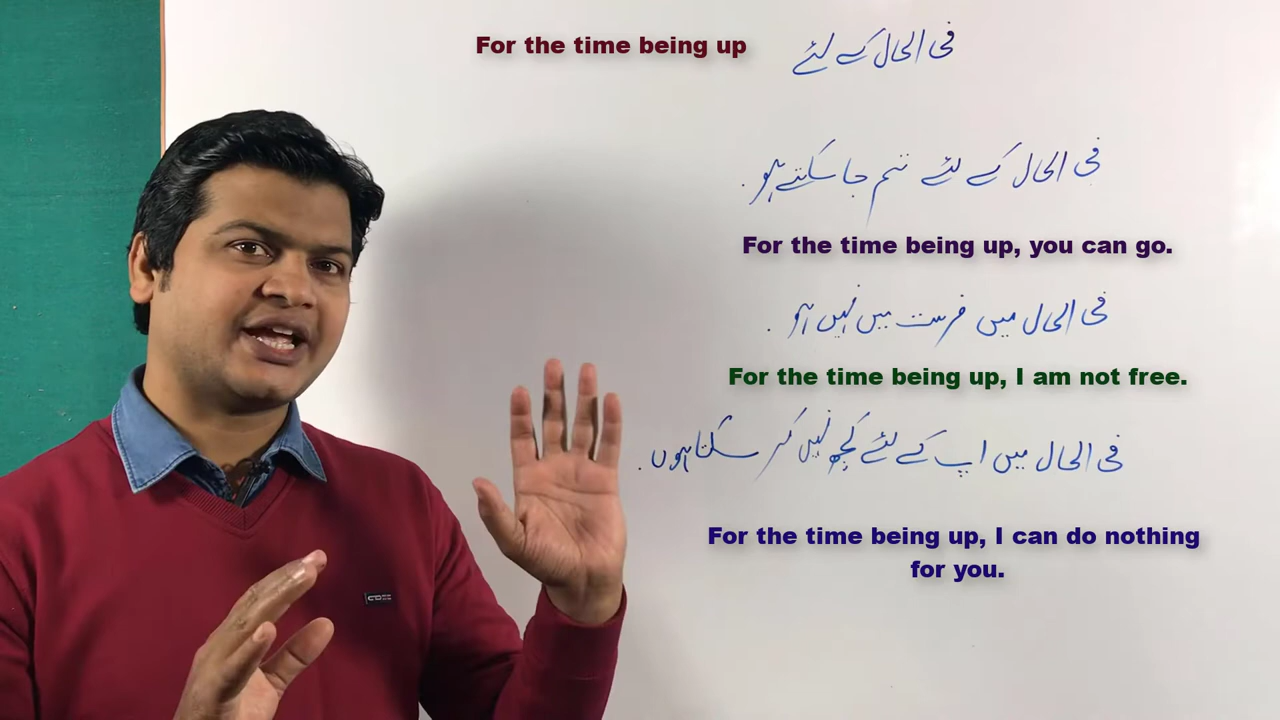 For the time being up فی الحال کے لئے
فی الحال کے لئے تم جا سکتے ہو.
For the time being up, you can go.
فی الحال میں فرست میں نہیں ہو.
For the time being up, I am not free.
فی الحال میں اپ کے لئے کچھ نہیں کر سکتا ہوں.
For the time being up, I can do nothing
for you.